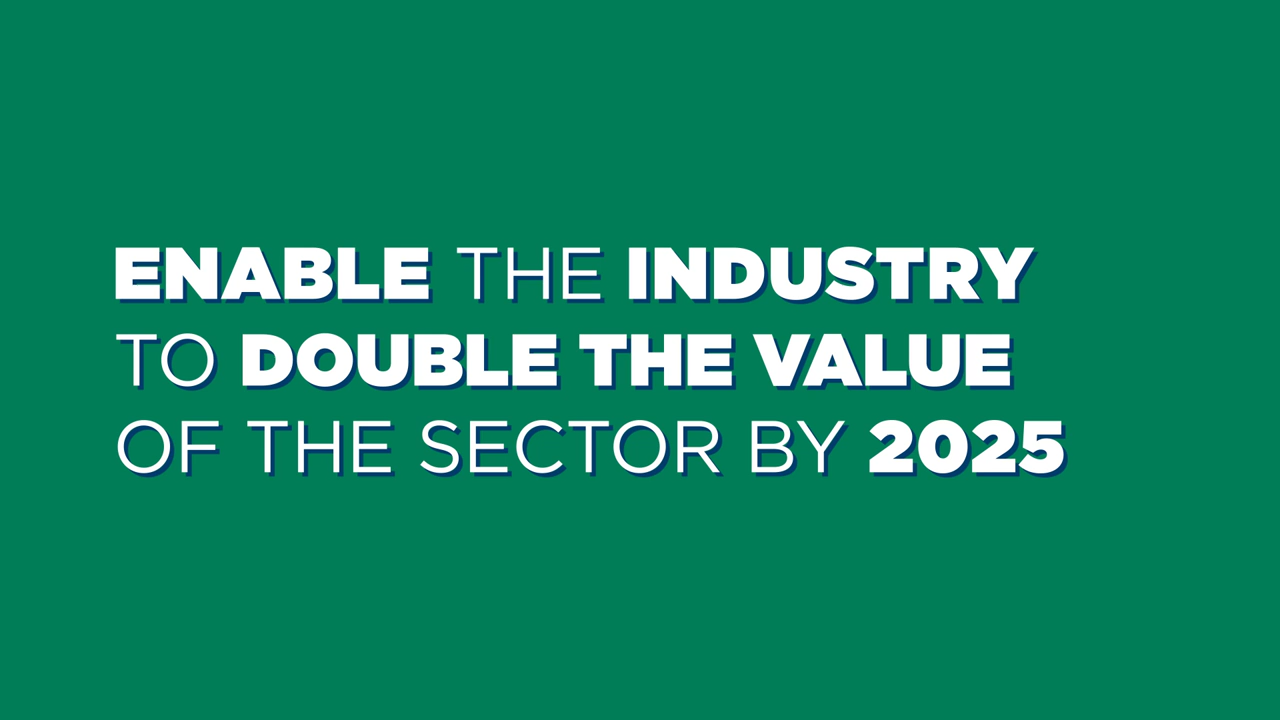 ENABLE THE INDUSTRY
TO DOUBLE THE VALUE
OF THE SECTOR BY 2025